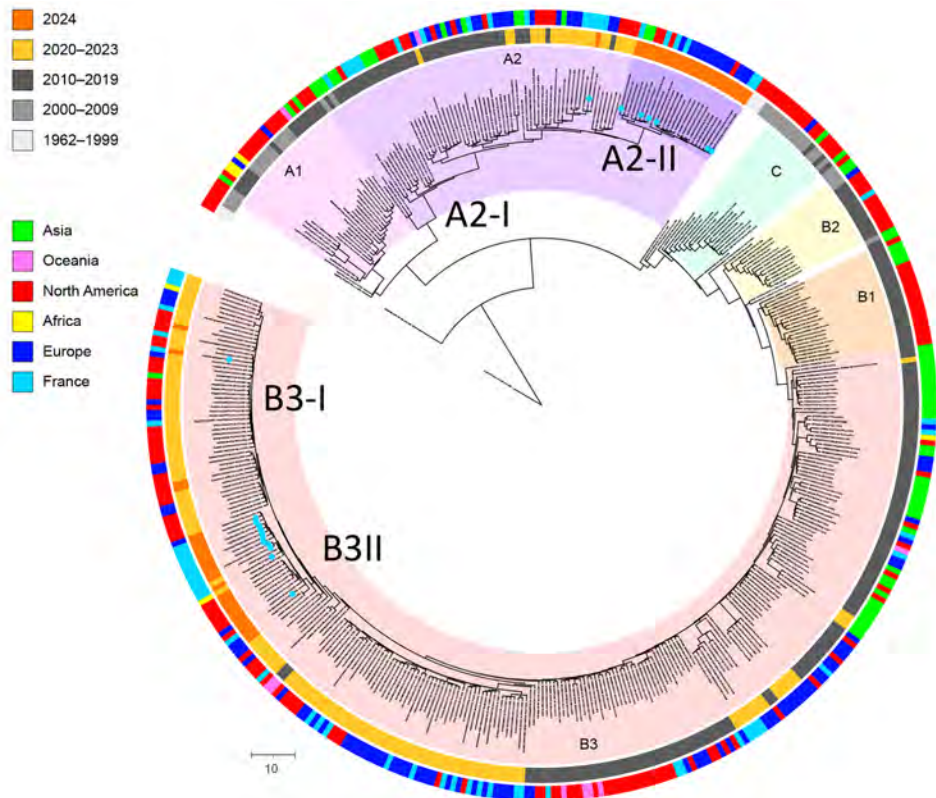 2024
2020–2023
2010–2019
2000–2009
1962–1999
Asia
Oceania
North America
Africa
Europe
France
A2
A1
A2-II
A2-I
C
B2
B1
B3-I
B3II
B3
10